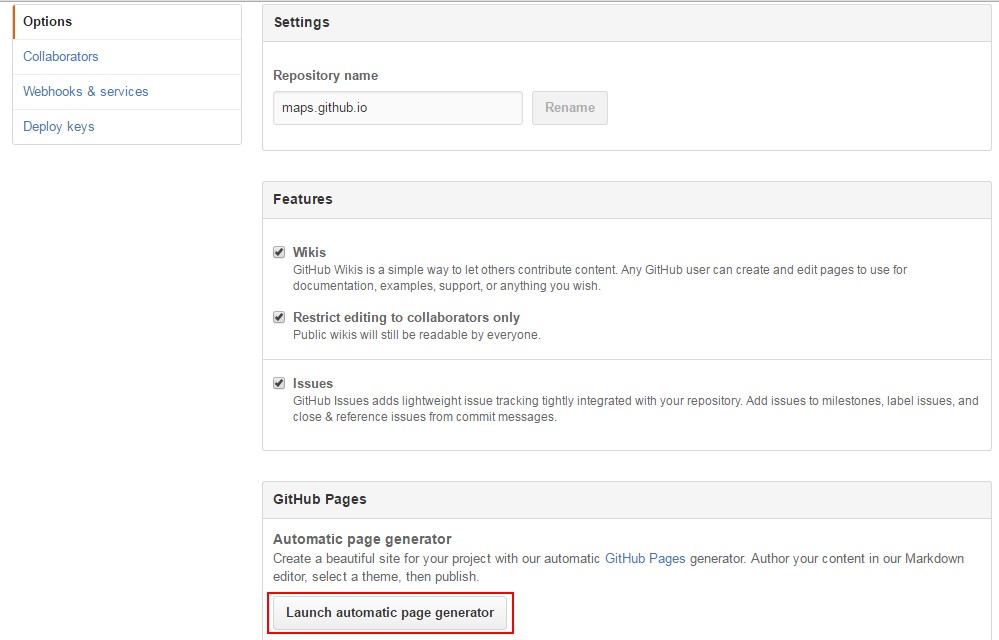 Options
Collaborators
Webhooks & services
Deploy keys
Settings
Repository name
maps.github.io
Rename
Features
Wikis
GitHub Wikis is a simple way to let others contribute content. Any GitHub user can create and edit pages to use for
documentation, examples, support, or anything you wish.
Restrict editing to collaborators only
Public wikis will still be readable by everyone.
Issues
GitHub Issues adds lightweight issue tracking tightly integrated with your repository. Add issues to milestones, label issues, and
close & reference issues from commit messages.
GitHub Pages
Automatic page generator
Create a beautiful site for your project with our automatic GitHub Pages generator. Author your content in our Markdown
editor, select a theme, then publish.
Launch automatic page generator